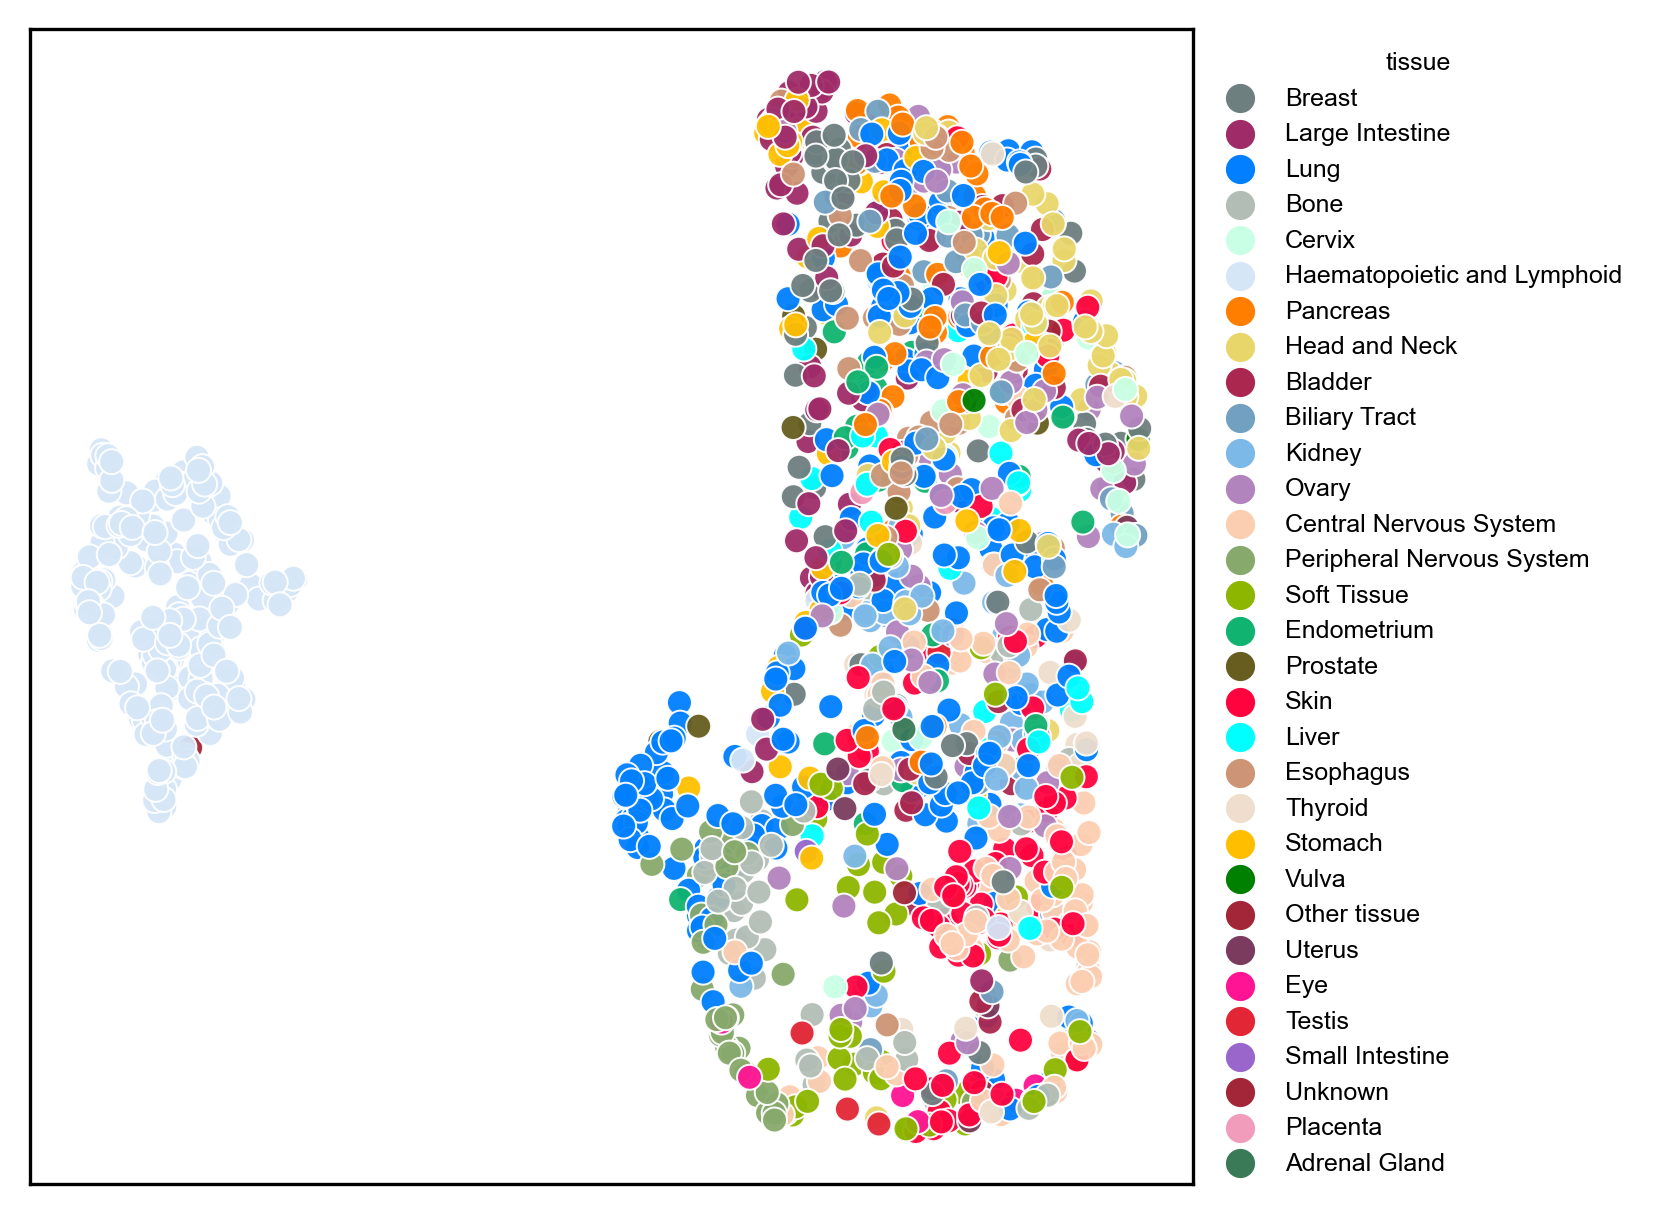 tissue
Breast
Large Intestine
Lung
Bone
Cervix
Haematopoietic and Lymphoid
Pancreas
Head and Neck
Bladder
Biliary Tract
Kidney
Ovary
Central Nervous System
Peripheral Nervous System
Soft Tissue
Endometrium
Prostate
Skin
Liver
Esophagus
Thyroid
Stomach
Vulva
Other tissue
Uterus
Eye
Testis
Small Intestine
Unknown
Placenta
Adrenal Gland